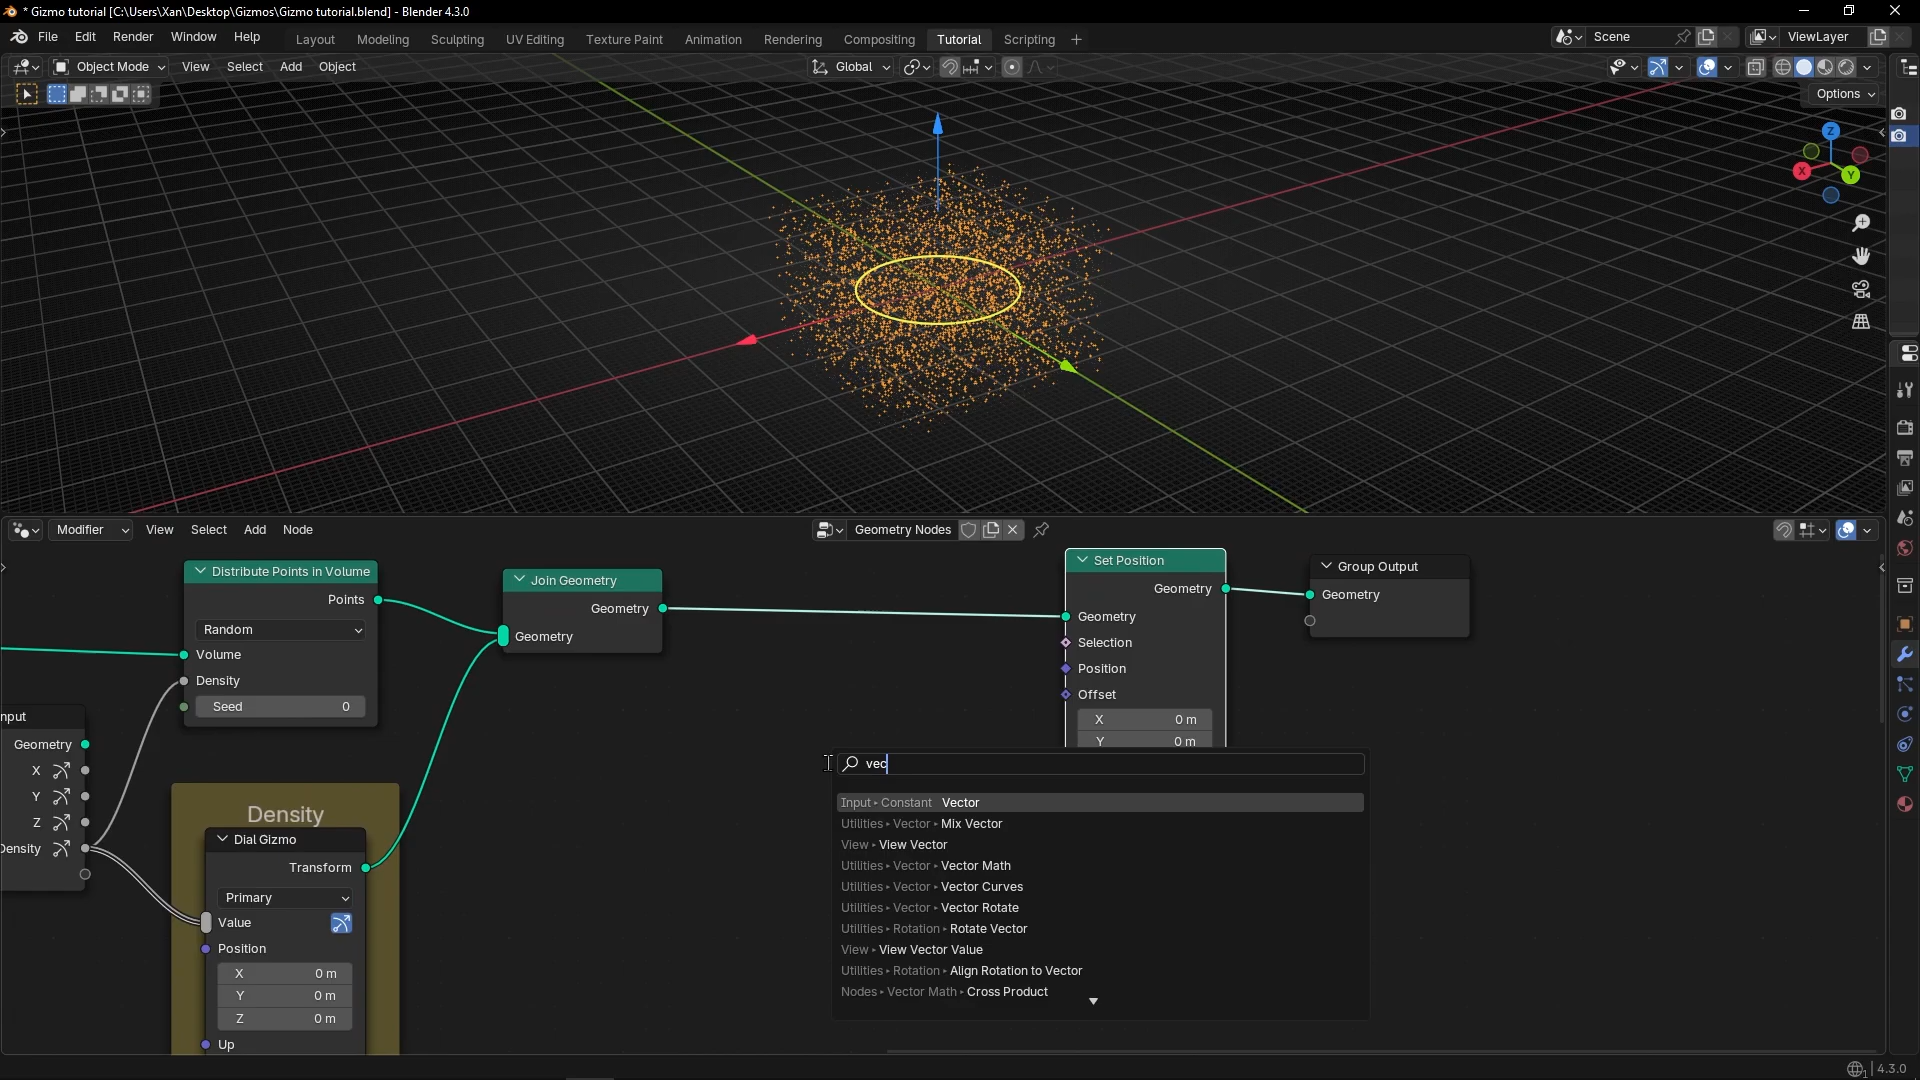 * Gizmo tutorial [C:\Users\Xan\Desktop\Gizmos\Gizmo tutorial.blend] - Blender 4.3.0
File Edit Render Window Help Layout Modeling Sculpting UV Editing Texture Paint Animation Rendering Compositing Tutorial Scripting + Scene ViewLayer
Object Mode View Select Add Object Global
Options
Z
X
Y
Modifier View Select Add Node Geometry Nodes
Distribute Points in Volume
Points
Random
Volume
Density
Seed 0
Join Geometry
Geometry
Geometry
Set Position
Geometry
Geometry
Selection
Position
Offset
X 0 m
Y 0 m
Group Output
Geometry
nput
Geometry
X
Y
Z
Density
Density
Dial Gizmo
Transform
Primary
Value
Position
X 0 m
Y 0 m
Z 0 m
Up
vec
Input ▸ Constant Vector
Utilities ▸ Vector ▸ Mix Vector
View ▸ View Vector
Utilities ▸ Vector ▸ Vector Math
Utilities ▸ Vector ▸ Vector Curves
Utilities ▸ Vector ▸ Vector Rotate
Utilities ▸ Rotation ▸ Rotate Vector
View ▸ View Vector Value
Utilities ▸ Rotation ▸ Align Rotation to Vector
Nodes ▸ Vector Math ▸ Cross Product
1 4.3.0